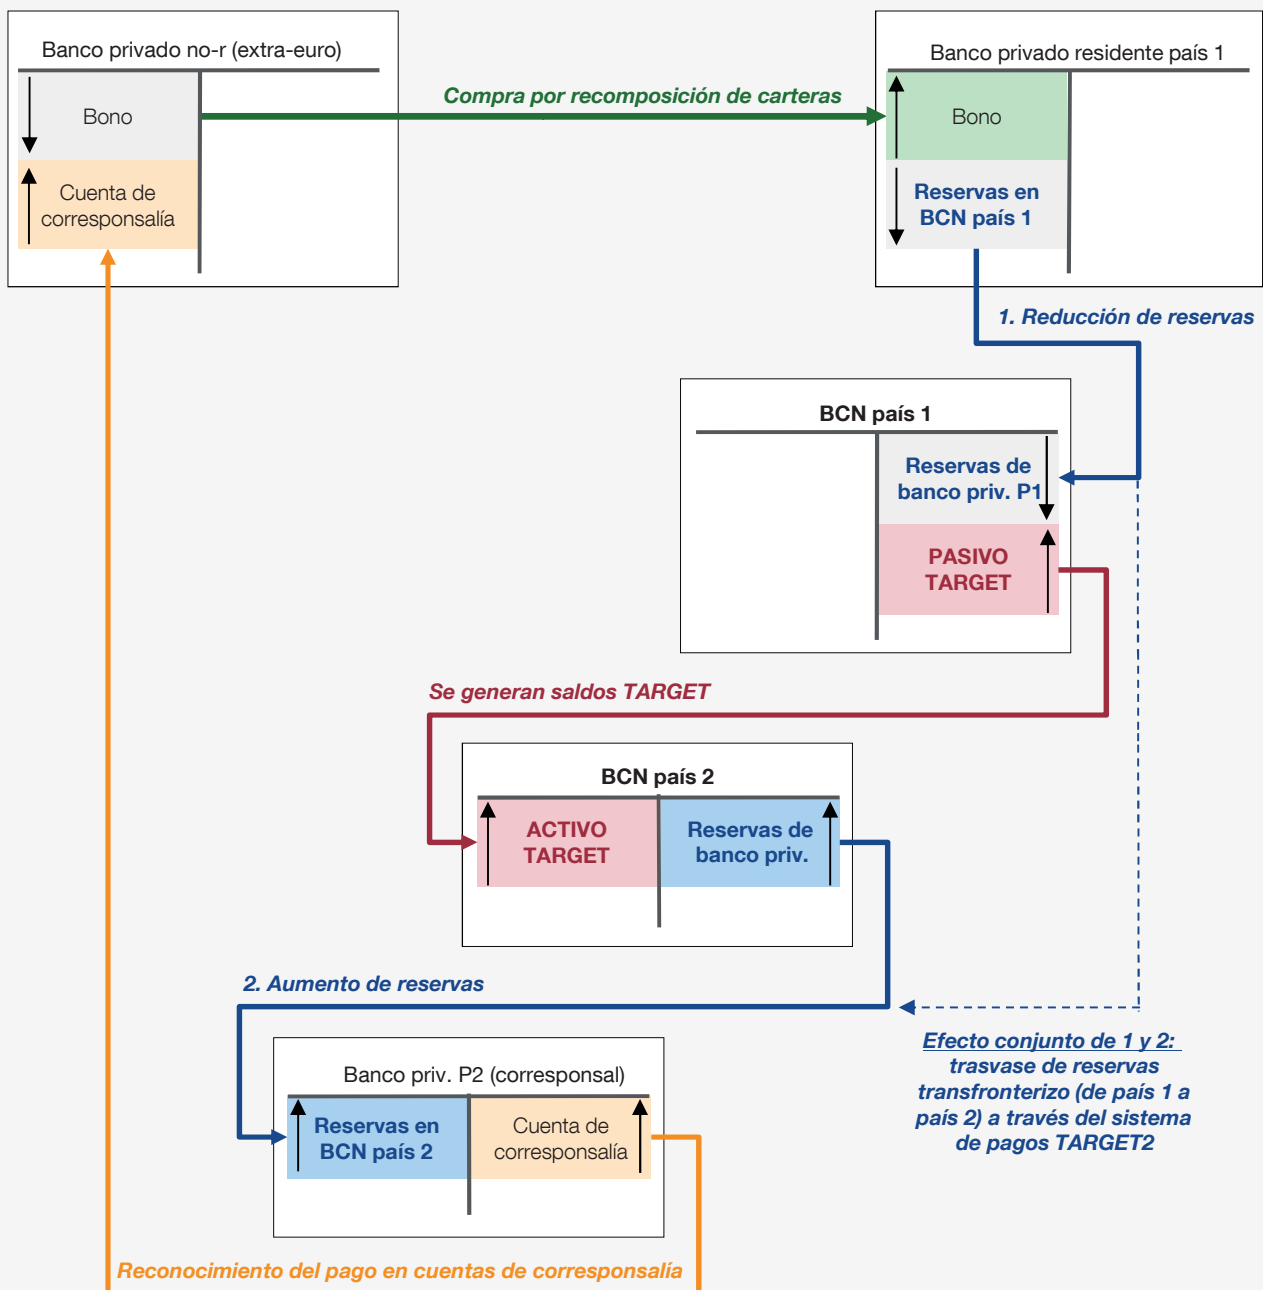 Banco privado no-r (extra-euro)
Bono
Cuenta de
corresponsalía
Compra por recomposición de carteras
Banco privado residente país 1
Bono
Reservas en
BCN país 1
1. Reducción de reservas
BCN país 1
Reservas de
banco priv. P1
PASIVO
TARGET
Se generan saldos TARGET
BCN país 2
ACTIVO
TARGET
Reservas de
banco priv.
2. Aumento de reservas
Efecto conjunto de 1 y 2:
trasvase de reservas
transfronterizo (de país 1 a
país 2) a través del sistema
de pagos TARGET2
Banco priv. P2 (corresponsal)
Reservas en
BCN país 2
Cuenta de
corresponsalía
Reconocimiento del pago en cuentas de corresponsalía